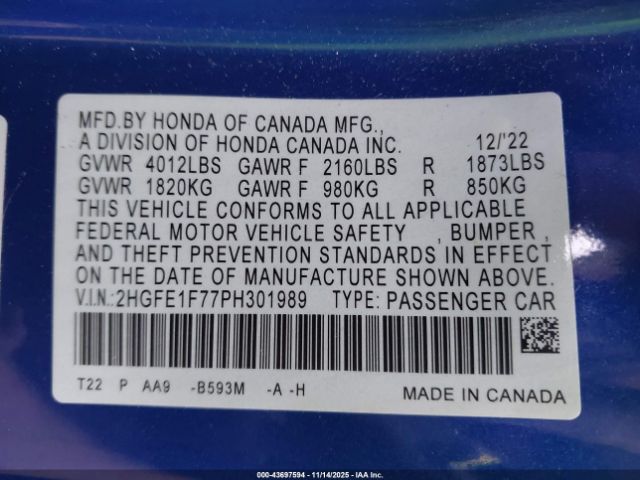 MFD.BY HONDA OF CANADA MFG.,
A DIVISION OF HONDA CANADA INC. 12/'22
GVWR 4012LBS GAWR F 2160LBS R 1873LBS
GVWR 1820KG GAWR F 980KG R 850KG
THIS VEHICLE CONFORMS TO ALL APPLICABLE
FEDERAL MOTOR VEHICLE SAFETY , BUMPER ,
AND THEFT PREVENTION STANDARDS IN EFFECT
ON THE DATE OF MANUFACTURE SHOWN ABOVE.
V.I.N.:2HGFE1F77PH301989 TYPE: PASSENGER CAR
T22 P AA9 -B593M -A -H MADE IN CANADA
000-43697594 - 11/14/2025 - IAA Inc.